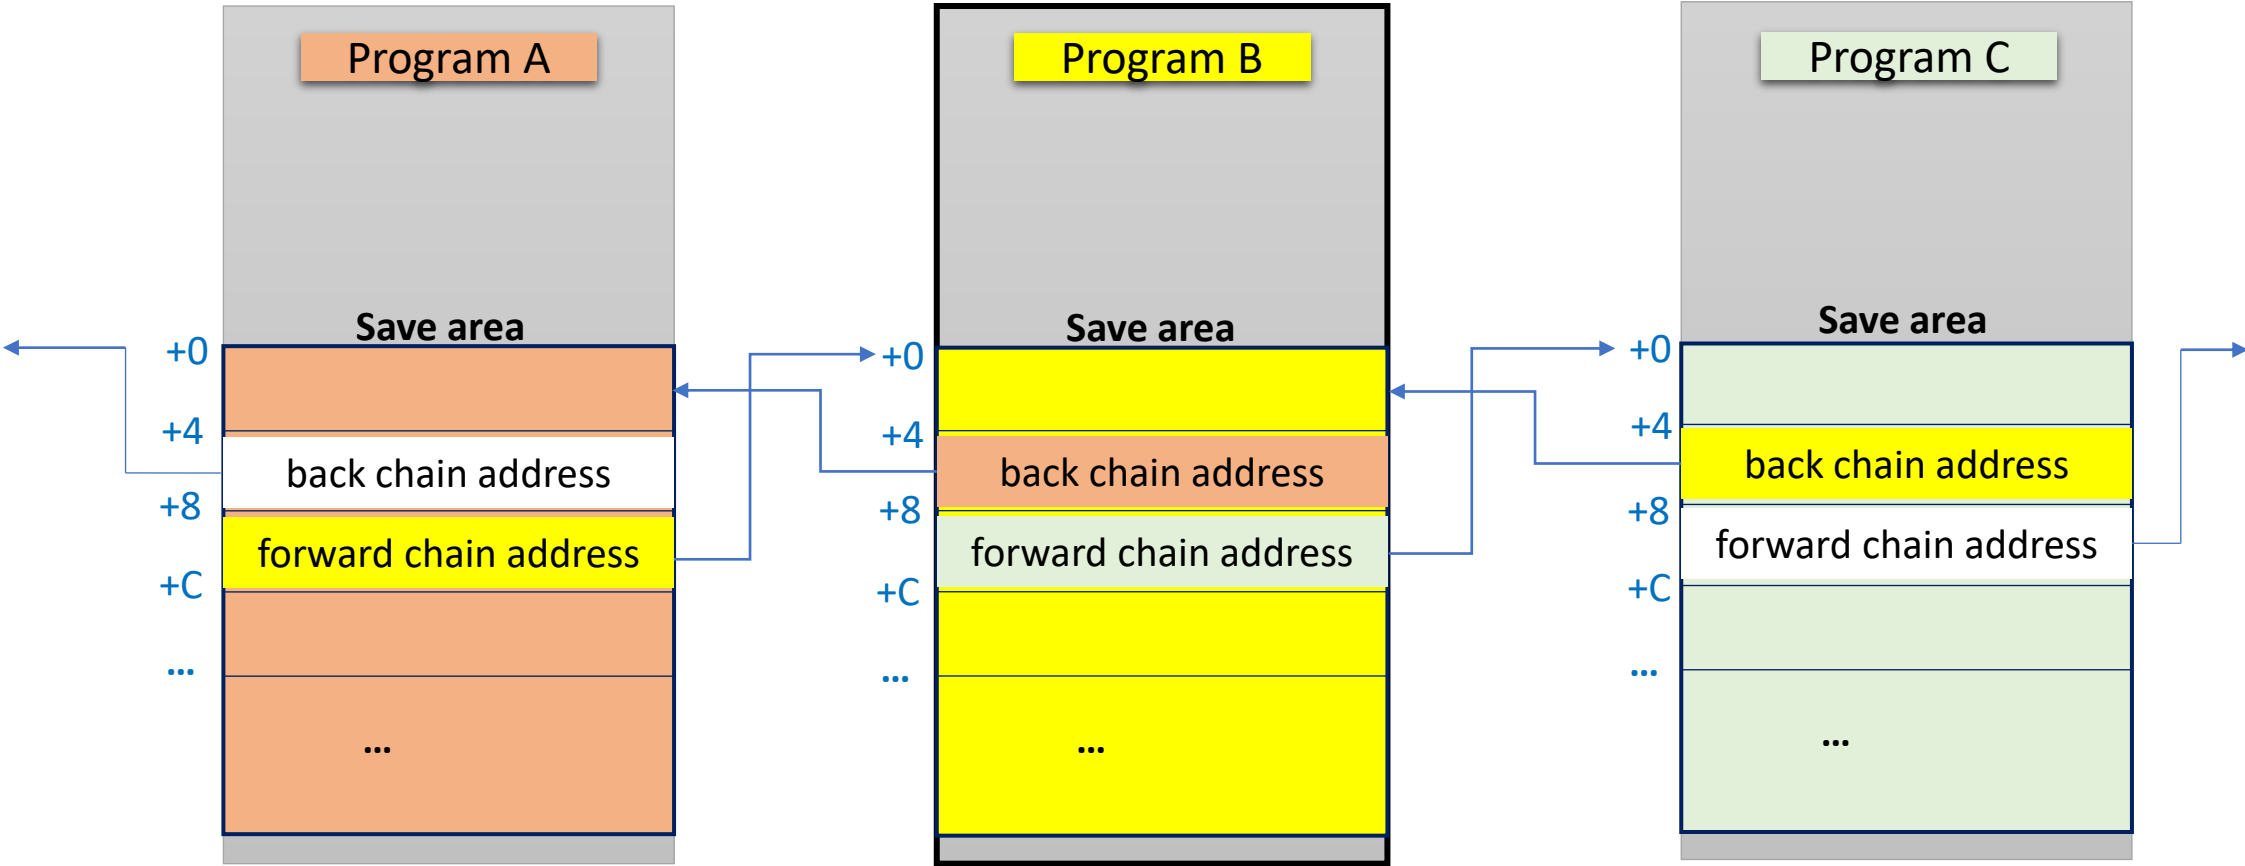 Program A
Save area
+0
+4
back chain address
+8
forward chain address
+C
...
...
Program B
Save area
+0
+4
back chain address
+8
forward chain address
+C
...
...
Program C
Save area
+0
+4
back chain address
+8
forward chain address
+C
...
...